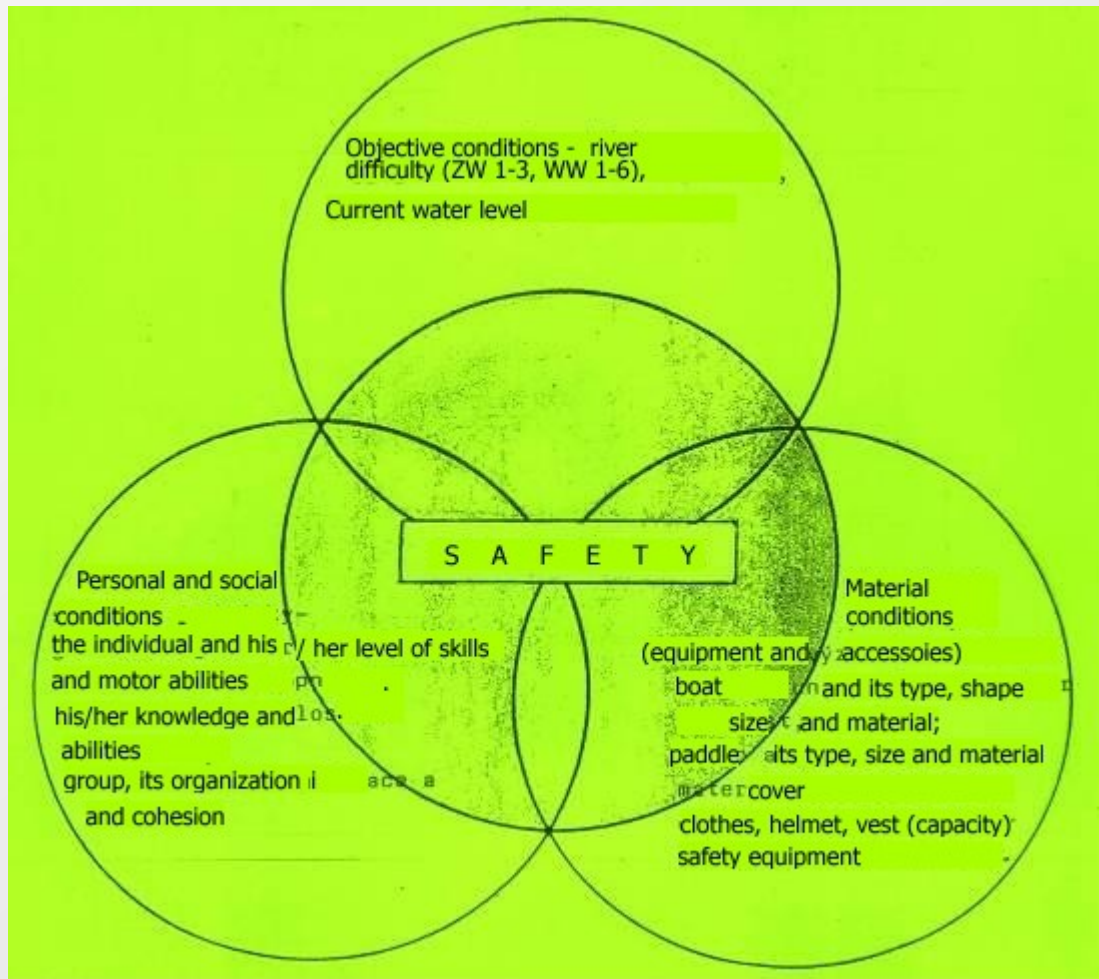 Objective conditions - river
difficulty (ZW 1-3, WW 1-6),
Current water level
S A F E T Y
Personal and social
conditions -
the individual and his / her level of skills
and motor abilities
his/her knowledge and
abilities
group, its organization
and cohesion
Material
conditions
(equipment and accessoies)
boat and its type, shape
size, and material;
paddle: its type, size and material
cover
clothes, helmet, vest (capacity)
safety equipment